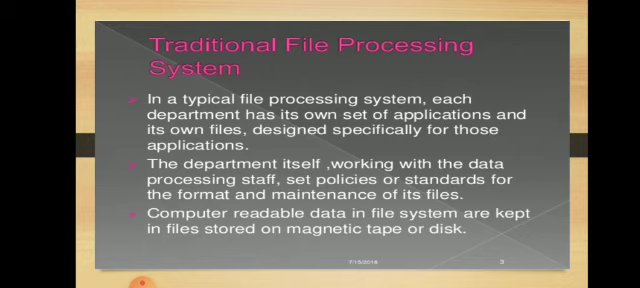 Traditional File Processing
System
In a typical file processing system, each
department has its own set of applications and
its own files, designed specifically for those
applications.
The department itself ,working with the data
processing staff, set policies or standards for
the format and maintenance of its files.
Computer readable data in file system are kept
in files stored on magnetic tape or disk.
7/15/2018
3